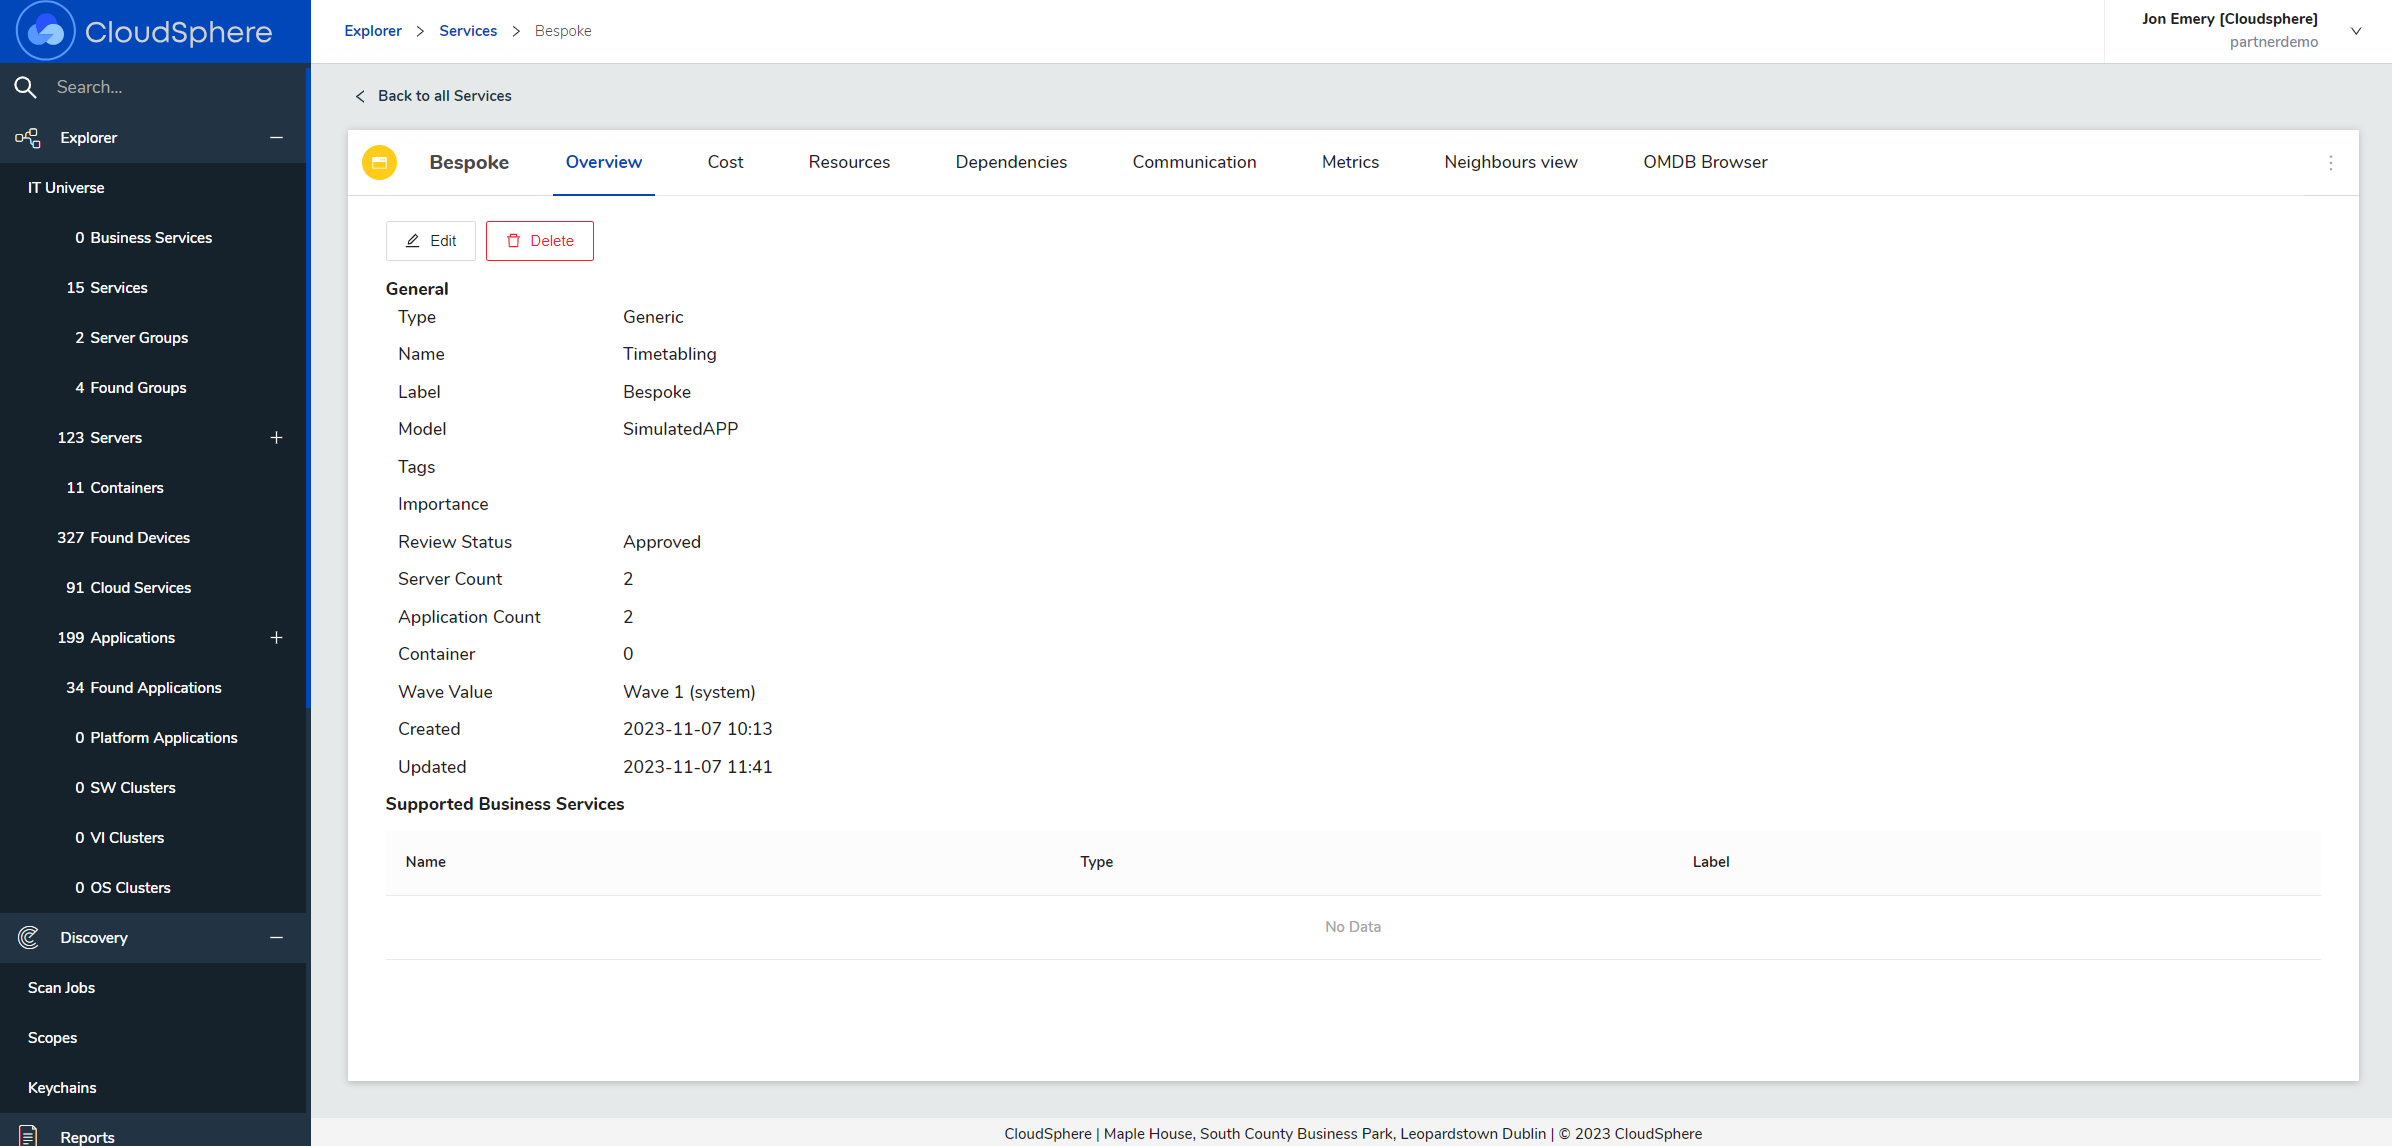 CloudSphere
Search...
Explorer
IT Universe
0 Business Services
15 Services
2 Server Groups
4 Found Groups
123 Servers
11 Containers
327 Found Devices
91 Cloud Services
199 Applications
34 Found Applications
0 Platform Applications
0 SW Clusters
0 VI Clusters
0 OS Clusters
Discovery
Scan Jobs
Scopes
Keychains
Reports
Explorer > Services > Bespoke
Jon Emery [Cloudsphere]
partnerdemo
Back to all Services
Bespoke Overview Cost Resources Dependencies Communication Metrics Neighbours view OMDB Browser
Edit Delete
General
Type Generic
Name Timetabling
Label Bespoke
Model SimulatedAPP
Tags
Importance
Review Status Approved
Server Count 2
Application Count 2
Container 0
Wave Value Wave 1 (system)
Created 2023-11-07 10:13
Updated 2023-11-07 11:41
Supported Business Services
Name Type Label
No Data
CloudSphere | Maple House, South County Business Park, Leopardstown Dublin | © 2023 CloudSphere